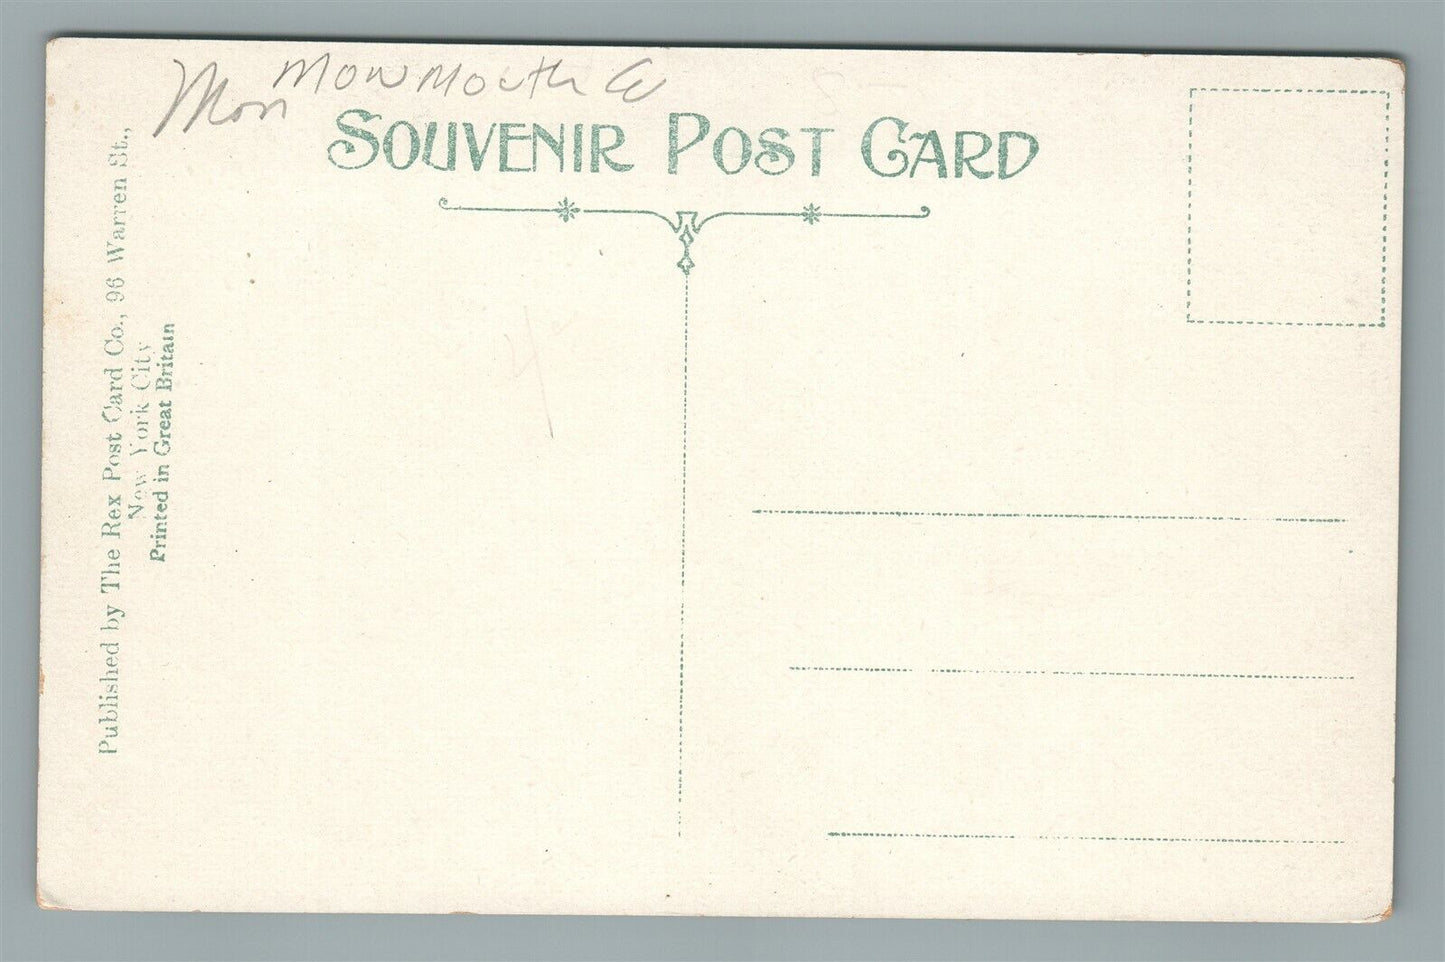 Mon
MONMOUTH Co
SOUVENIR POST CARD
Published by The Rex Post Card Co., 96 Warren St.,
New York City
Printed in Great Britain